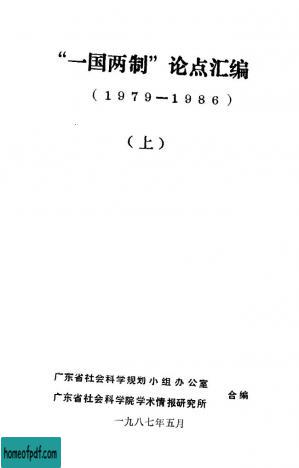 “一国两制”论点汇编
（1979—1986）
（上）
广东省社会科学规划小组办公室
广东省社会科学院学术情报研究所
合编
一九八七年五月
homeofpdf.com